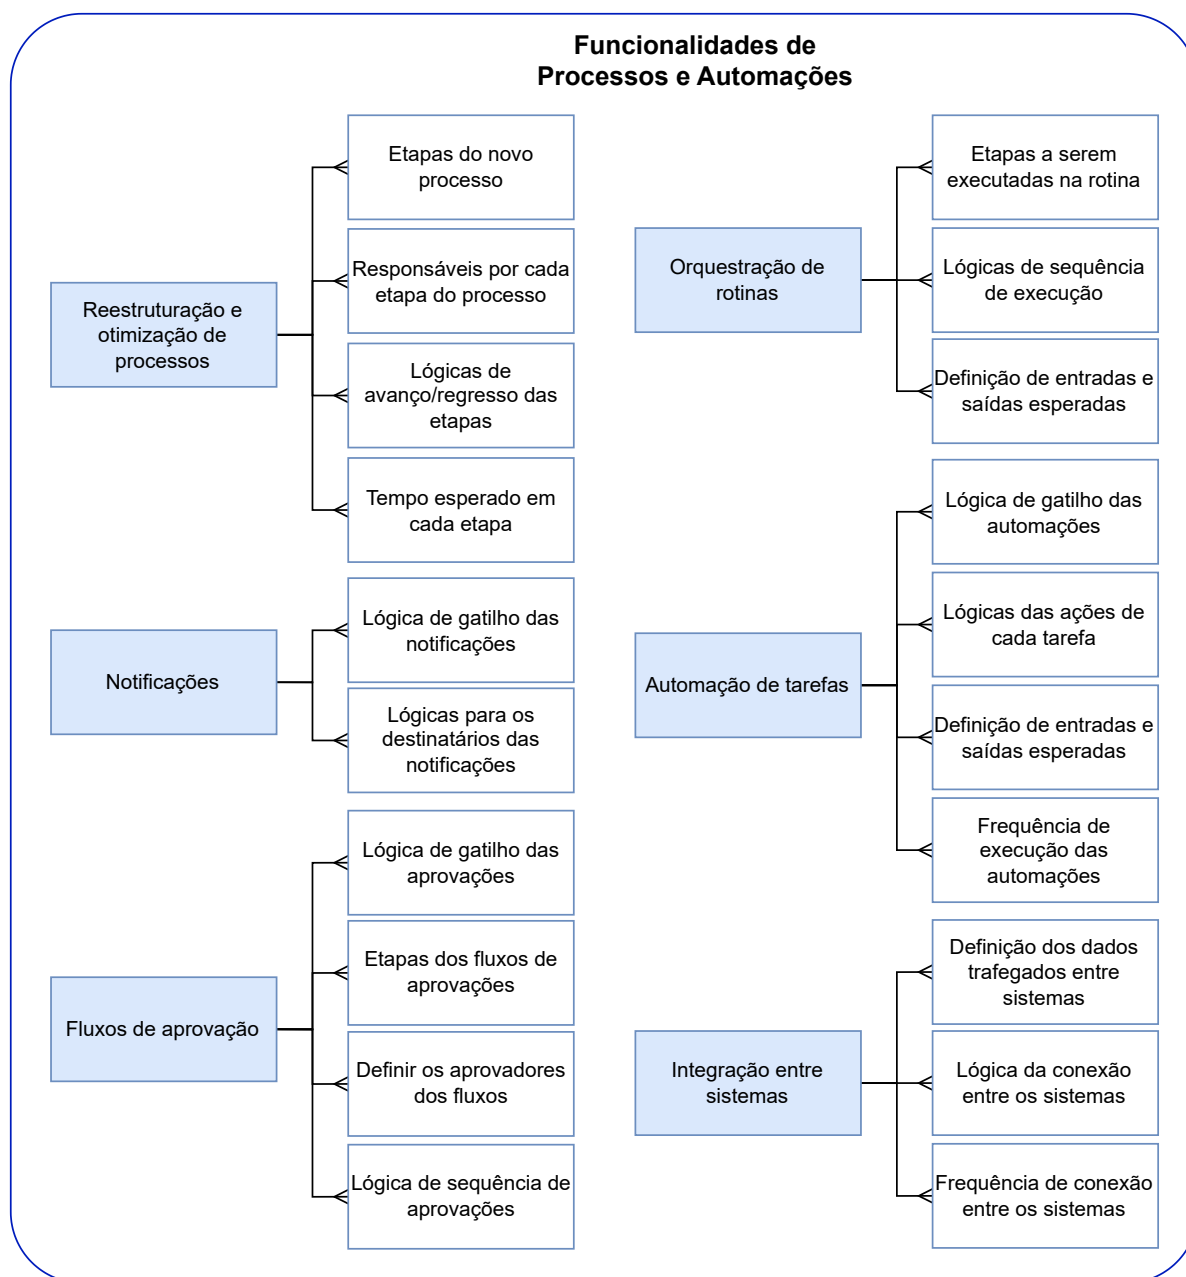 Funcionalidades de
Processos e Automações
Reestruturação e
otimização de
processos
Etapas do novo
processo
Responsáveis por cada
etapa do processo
Lógicas de
avanço/regresso das
etapas
Tempo esperado em
cada etapa
Notificações
Lógica de gatilho das
notificações
Lógicas para os
destinatários das
notificações
Fluxos de aprovação
Lógica de gatilho das
aprovações
Etapas dos fluxos de
aprovações
Definir os aprovadores
dos fluxos
Lógica de sequência de
aprovações
Orquestração de
rotinas
Etapas a serem
executadas na rotina
Lógicas de sequência
de execução
Definição de entradas e
saídas esperadas
Automação de tarefas
Lógica de gatilho das
automações
Lógicas das ações de
cada tarefa
Definição de entradas e
saídas esperadas
Frequência de
execução das
automações
Integração entre
sistemas
Definição dos dados
trafegados entre
sistemas
Lógica da conexão
entre os sistemas
Frequência de conexão
entre os sistemas